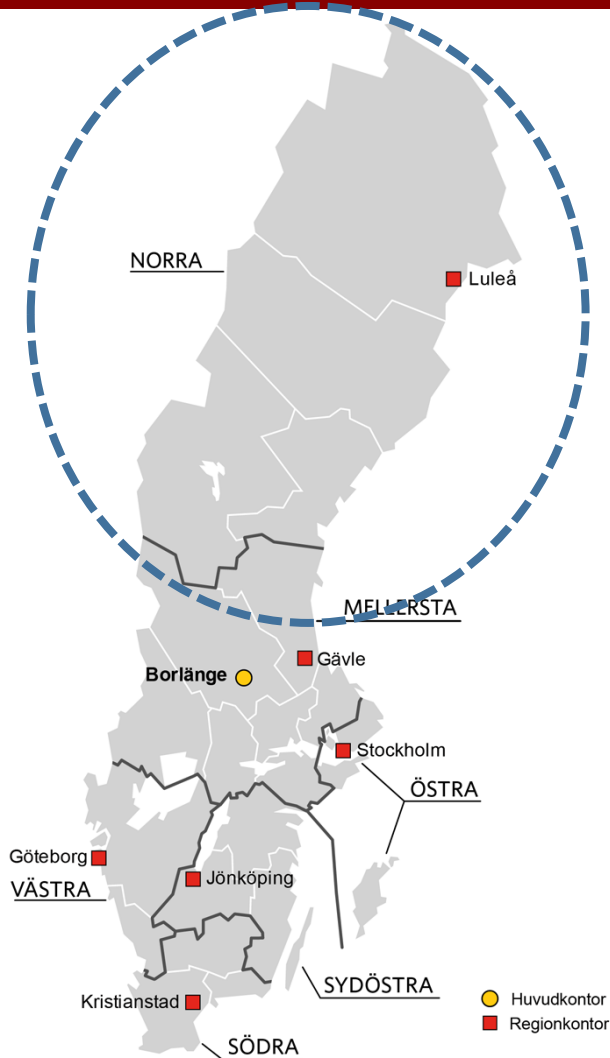 NORRA
Luleå
MELLERSTA
Gävle
Borlänge
Stockholm
ÖSTRA
Göteborg
VÄSTRA
Jönköping
SYDÖSTRA
Kristianstad
SÖDRA
Huvudkontor
Regionkontor